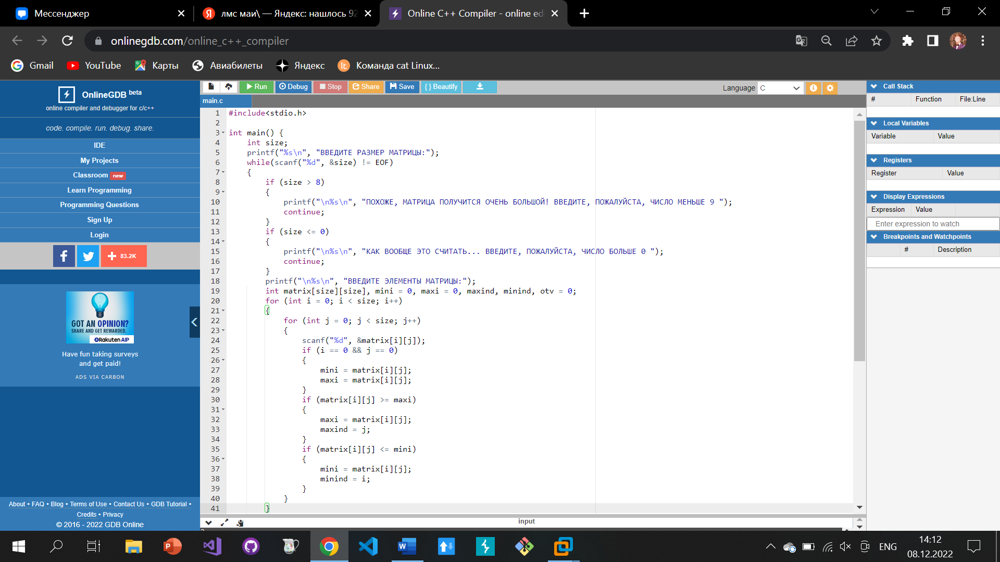 Мессенджер
лмс маи\ — Яндекс: нашлось 92
Online C++ Compiler - online ed
onlinegdb.com/online_c++_compiler
Gmail
YouTube
Карты
Авиабилеты
Яндекс
Команда cat Linux...
OnlineGDB beta
online compiler and debugger for c/c++
code. compile. run. debug. share.
IDE
My Projects
Classroom new
Learn Programming
Programming Questions
Sign Up
Login
83.2K
GOT AN OPINION?
SHARE AND GET REWARDED.
Rakuten AIP
Have fun taking surveys
and get paid!
ADS VIA CARBON
About • FAQ • Blog • Terms of Use • Contact Us • GDB Tutorial •
Credits • Privacy
© 2016 - 2022 GDB Online
Run
Debug
Stop
Share
Save
{ } Beautify
Language C
main.c
1 #include<stdio.h>
2
3 int main() {
4 int size;
5 printf("%s\n", "ВВЕДИТЕ РАЗМЕР МАТРИЦЫ:");
6 while(scanf("%d", &size) != EOF)
7 {
8 if (size > 8)
9 {
10 printf("\n%s\n", "ПОХОЖЕ, МАТРИЦА ПОЛУЧИТСЯ ОЧЕНЬ БОЛЬШОЙ! ВВЕДИТЕ, ПОЖАЛУЙСТА, ЧИСЛО МЕНЬШЕ 9 ");
11 continue;
12 }
13 if (size <= 0)
14 {
15 printf("\n%s\n", "КАК ВООБЩЕ ЭТО СЧИТАТЬ... ВВЕДИТЕ, ПОЖАЛУЙСТА, ЧИСЛО БОЛЬШЕ 0 ");
16 continue;
17 }
18 printf("\n%s\n", "ВВЕДИТЕ ЭЛЕМЕНТЫ МАТРИЦЫ:");
19 int matrix[size][size], mini = 0, maxi = 0, maxind, minind, otv = 0;
20 for (int i = 0; i < size; i++)
21 {
22 for (int j = 0; j < size; j++)
23 {
24 scanf("%d", &matrix[i][j]);
25 if (i == 0 && j == 0)
26 {
27 mini = matrix[i][j];
28 maxi = matrix[i][j];
29 }
30 if (matrix[i][j] >= maxi)
31 {
32 maxi = matrix[i][j];
33 maxind = j;
34 }
35 if (matrix[i][j] <= mini)
36 {
37 mini = matrix[i][j];
38 minind = i;
39 }
40 }
41 }
input
Call Stack
# Function File:Line
Local Variables
Variable Value
Registers
Register Value
Display Expressions
Expression Value
Enter expression to watch
Breakpoints and Watchpoints
# Description
ENG
14:12
08.12.2022